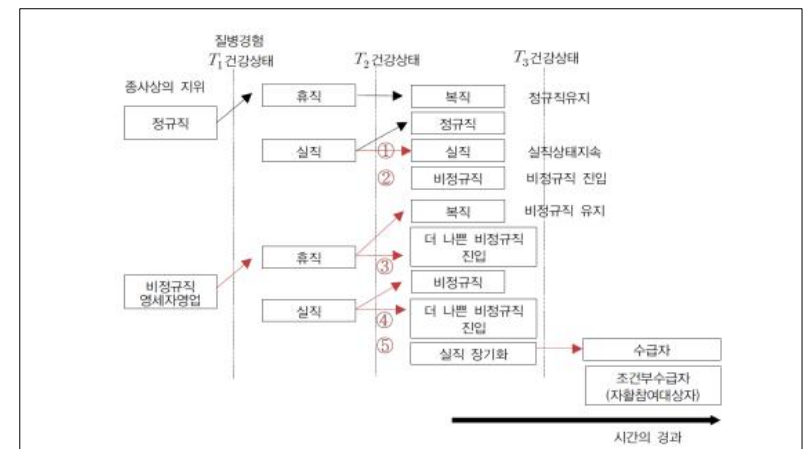 질병경험
T₁건강상태
T₂건강상태
T₃건강상태
종사상의 지위
정규직
휴직
복직
정규직유지
정규직
실직
①
실직
실직상태지속
②
비정규직
비정규직 진입
복직
비정규직 유지
휴직
③
더 나쁜 비정규직
진입
비정규직
영세자영업
비정규직
실직
④
더 나쁜 비정규직
진입
⑤
실직 장기화
수급자
조건부수급자
(자활참여대상자)
시간의 경과